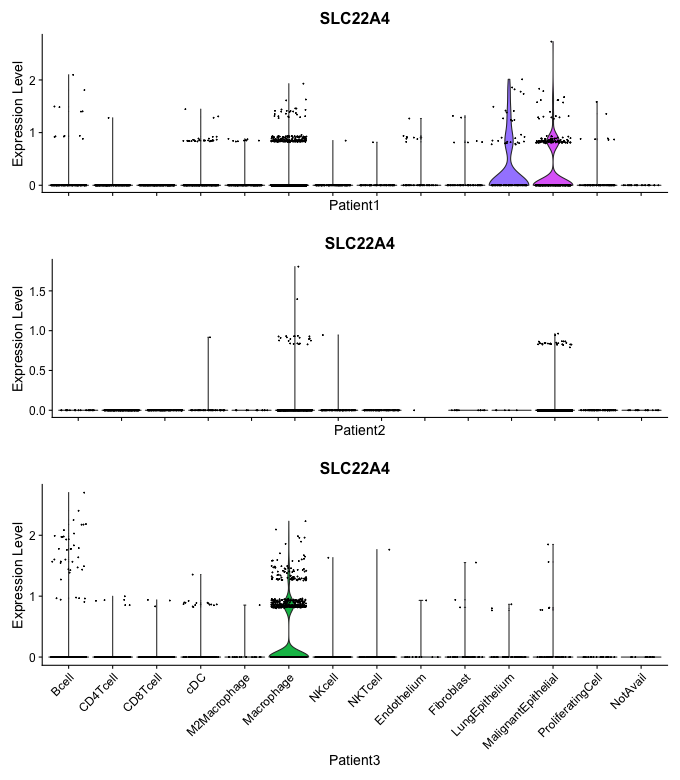 SLC22A4
Expression Level
2
1
0
Patient1
SLC22A4
Expression Level
1.5
1.0
0.5
0.0
Patient2
SLC22A4
Expression Level
2
1
0
Bcell
CD4Tcell
CD8Tcell
cDC
M2Macrophage
Macrophage
NKcell
NKTcell
Endothelium
Fibroblast
LungEpithelium
MalignantEpithelial
ProliferatingCell
NotAvail
Patient3